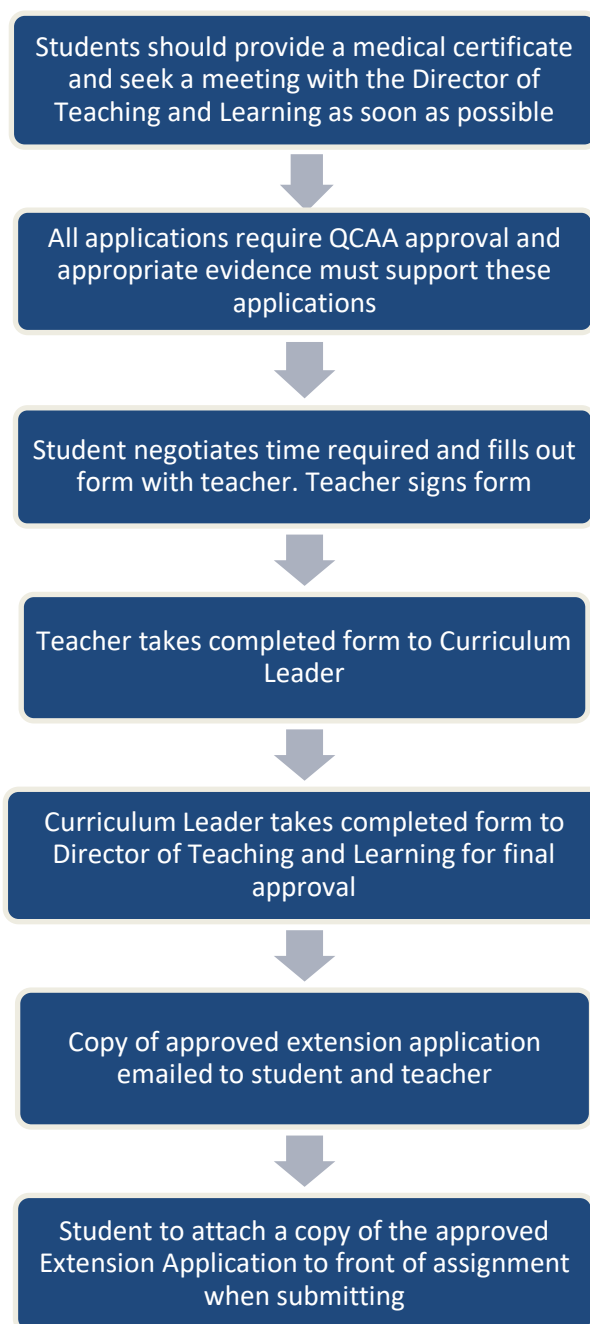 Students should provide a medical certificate
and seek a meeting with the Director of
Teaching and Learning as soon as possible
All applications require QCAA approval and
appropriate evidence must support these
applications
Student negotiates time required and fills out
form with teacher. Teacher signs form
Teacher takes completed form to Curriculum
Leader
Curriculum Leader takes completed form to
Director of Teaching and Learning for final
approval
Copy of approved extension application
emailed to student and teacher
Student to attach a copy of the approved
Extension Application to front of assignment
when submitting